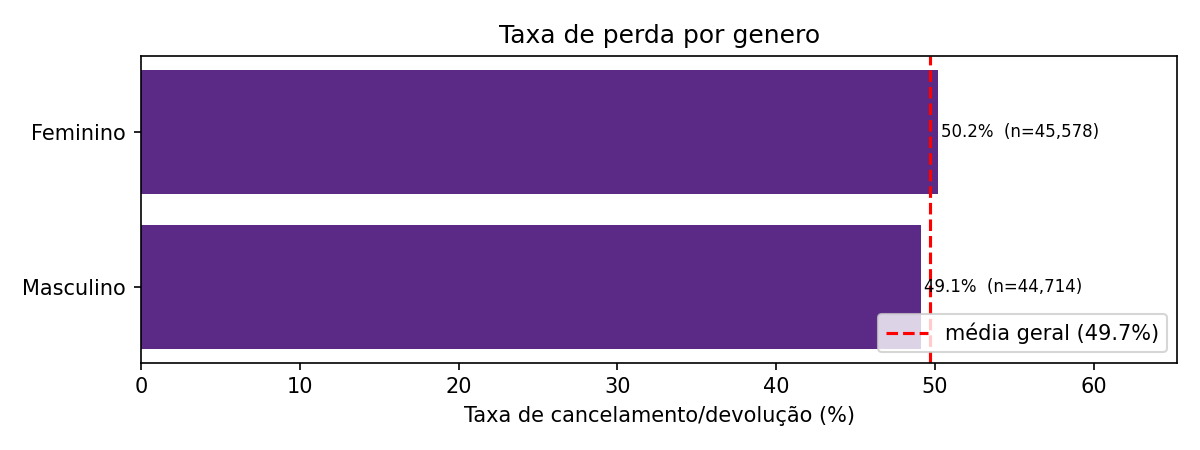 Taxa de perda por genero
Feminino
50.2%  (n=45,578)
Masculino
49.1%  (n=44,714)
média geral (49.7%)
0 10 20 30 40 50 60
Taxa de cancelamento/devolução (%)